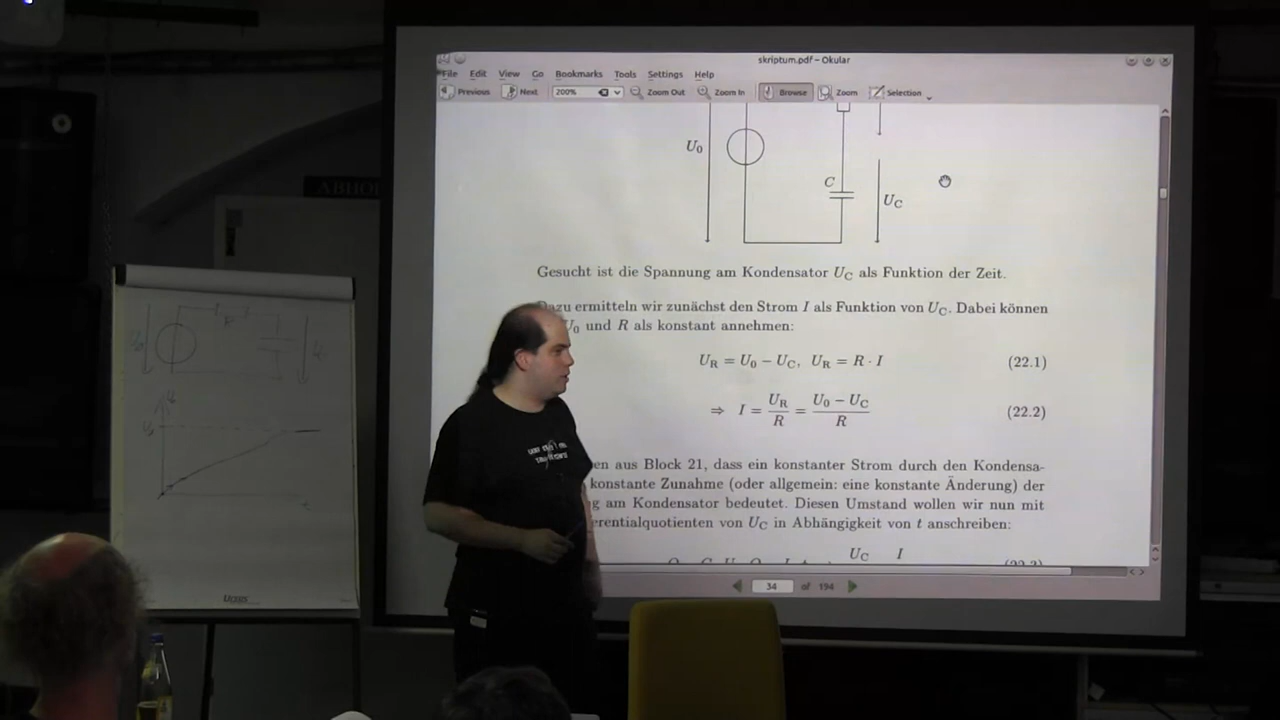 skriptum.pdf – Okular
File Edit View Go Bookmarks Tools Settings Help
Previous Next 200% Zoom Out Zoom In Browse Zoom Selection
U0
C
UC
Gesucht ist die Spannung am Kondensator UC als Funktion der Zeit.
Dazu ermitteln wir zunächst den Strom I als Funktion von UC. Dabei können
U0 und R als konstant annehmen:
UR = U0 − UC, UR = R · I (22.1)
⇒ I = UR/R = U0 − UC/R (22.2)
en aus Block 21, dass ein konstanter Strom durch den Kondensa-
konstante Zunahme (oder allgemein: eine konstante Änderung) der
g am Kondensator bedeutet. Diesen Umstand wollen wir nun mit
erentialquotienten von UC in Abhängigkeit von t anschreiben:
UC I
34 of 194
ABHO